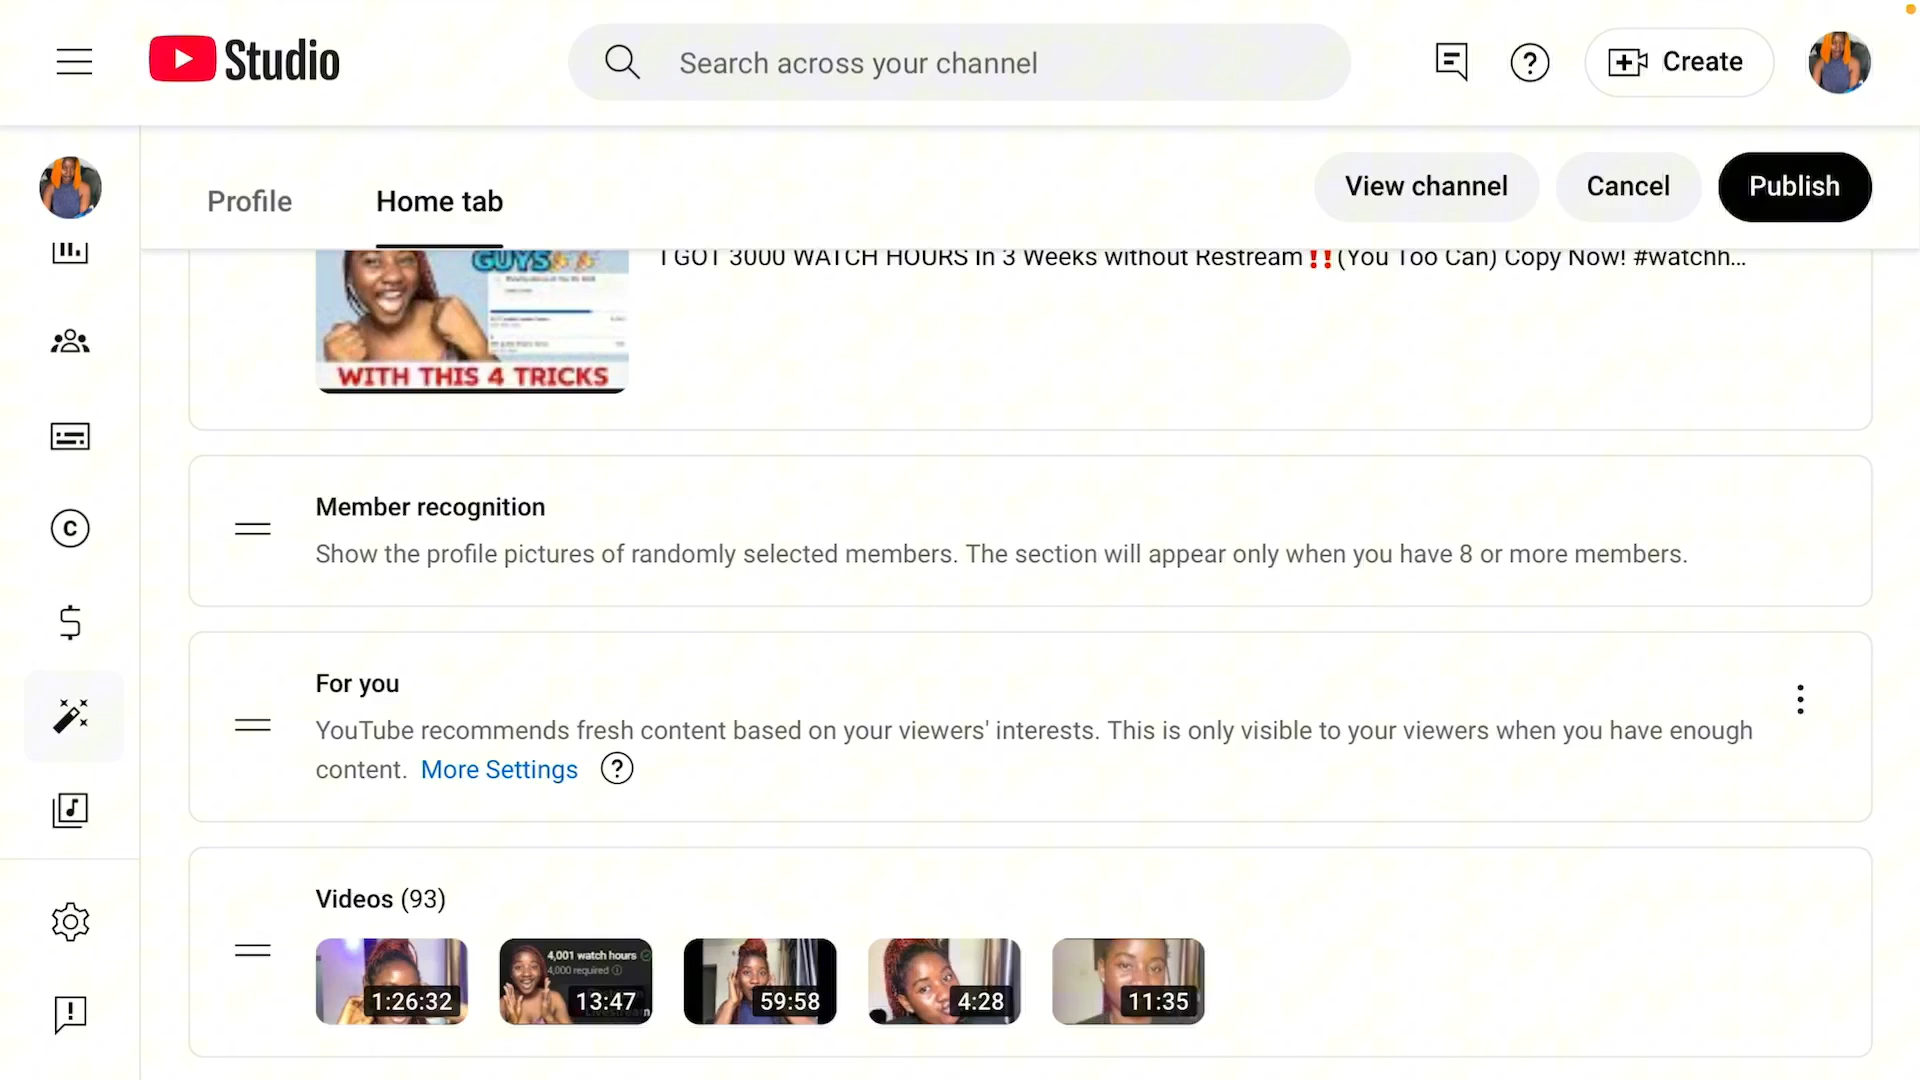 Studio
Search across your channel
Create
Profile
Home tab
View channel
Cancel
Publish
GUYS
I GOT 3000 WATCH HOURS In 3 Weeks without Restream‼️(You Too Can) Copy Now! #watchh...
WITH THIS 4 TRICKS
Member recognition
Show the profile pictures of randomly selected members. The section will appear only when you have 8 or more members.
For you
YouTube recommends fresh content based on your viewers' interests. This is only visible to your viewers when you have enough
content. More Settings
Videos (93)
1:26:32
4,001 watch hours
4,000 required
13:47
59:58
4:28
11:35